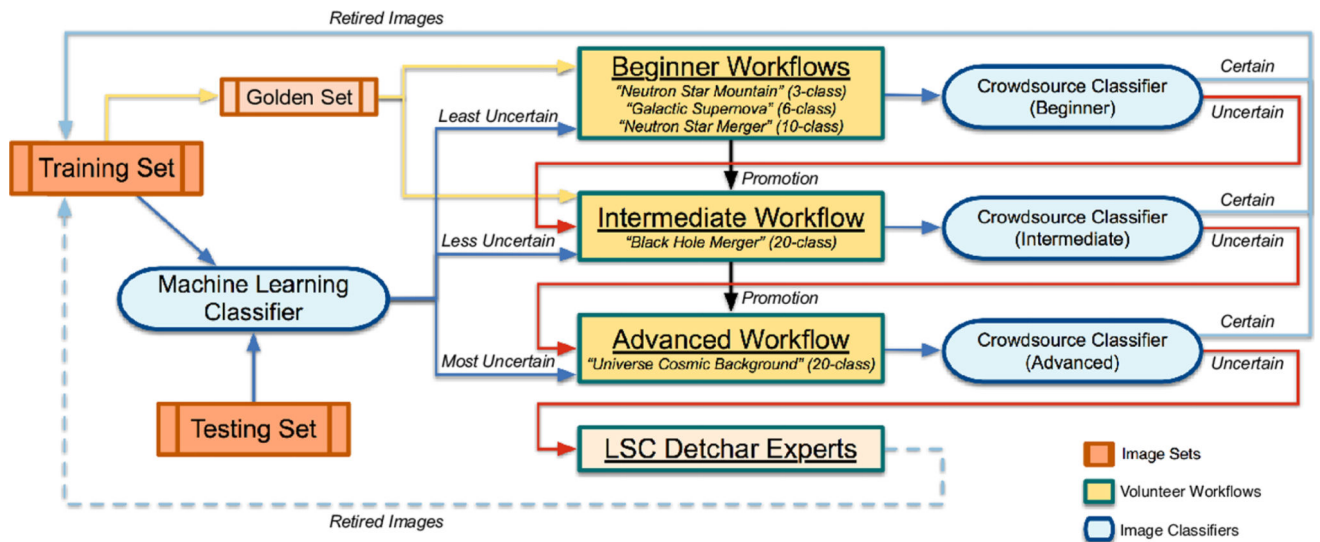 Retired Images
Beginner Workflows
"Neutron Star Mountain" (3-class)
"Galactic Supernova" (6-class)
"Neutron Star Merger" (10-class)
Crowdsource Classifier
(Beginner)
Certain
Uncertain
Golden Set
Least Uncertain
Training Set
Promotion
Intermediate Workflow
"Black Hole Merger" (20-class)
Crowdsource Classifier
(Intermediate)
Certain
Uncertain
Less Uncertain
Machine Learning
Classifier
Promotion
Advanced Workflow
"Universe Cosmic Background" (20-class)
Crowdsource Classifier
(Advanced)
Certain
Uncertain
Most Uncertain
Testing Set
LSC Detchar Experts
Retired Images
Image Sets
Volunteer Workflows
Image Classifiers